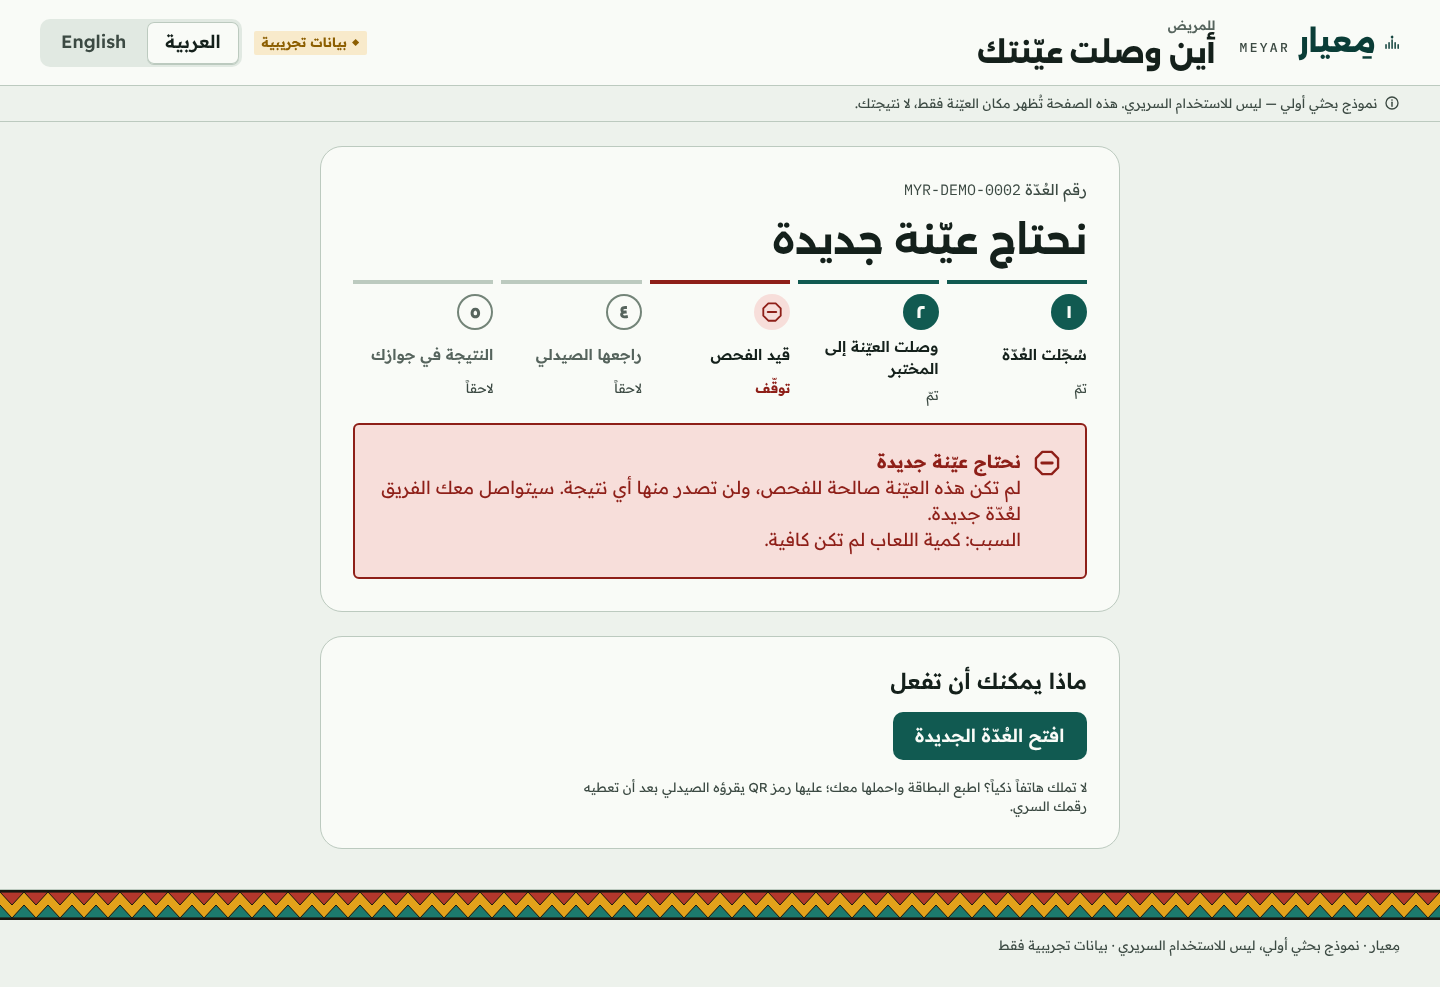 مِعيار MEYAR
للمريض
أين وصلت عيّنتك
بيانات تجريبية
العربية
English
نموذج بحثي أولي — ليس للاستخدام السريري. هذه الصفحة تُظهر مكان العيّنة فقط، لا نتيجتك.
رقم العُدّة MYR-DEMO-0002
نحتاج عيّنة جديدة
١
سُجّلت العُدّة
تمّ
٢
وصلت العيّنة إلى
المختبر
تمّ
قيد الفحص
توقّف
٤
راجعها الصيدلي
لاحقاً
٥
النتيجة في جوازك
لاحقاً
نحتاج عيّنة جديدة
لم تكن هذه العيّنة صالحة للفحص، ولن تصدر منها أي نتيجة. سيتواصل معك الفريق
لعُدّة جديدة.
السبب: كمية اللعاب لم تكن كافية.
ماذا يمكنك أن تفعل
افتح العُدّة الجديدة
لا تملك هاتفاً ذكياً؟ اطبع البطاقة واحملها معك؛ عليها رمز QR يقرؤه الصيدلي بعد أن تعطيه
رقمك السري.
مِعيار · نموذج بحثي أولي، ليس للاستخدام السريري · بيانات تجريبية فقط